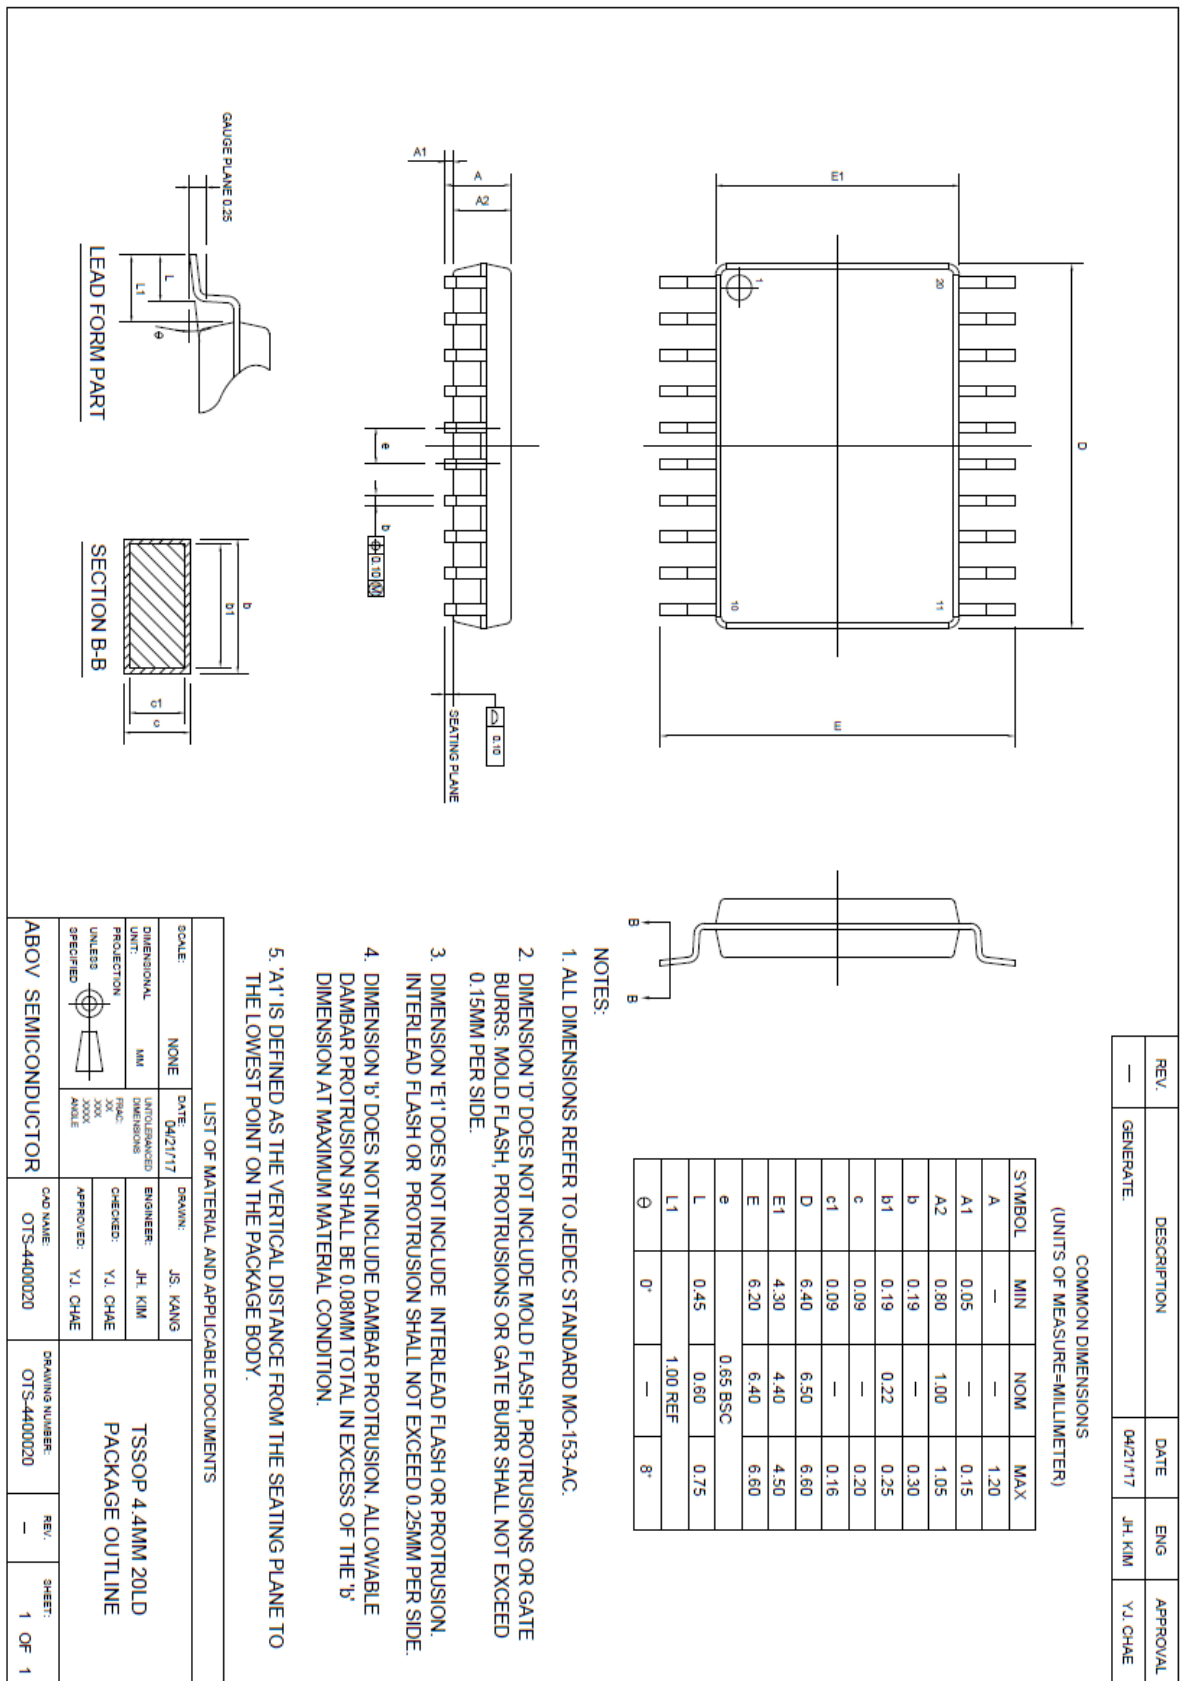 REV. DESCRIPTION DATE ENG APPROVAL
— GENERATE. 04/21/17 JH. KIM YJ. CHAE
D
E1
E
20
11
1
10
A1
A
A2
e
b
0.10 M
0.10
SEATING PLANE
B
B
GAUGE PLANE 0.25
L
L1
θ
LEAD FORM PART
b
b1
c1
c
SECTION B-B
COMMON DIMENSIONS
(UNITS OF MEASURE=MILLIMETER)
SYMBOL MIN NOM MAX
A — — 1.20
A1 0.05 — 0.15
A2 0.80 1.00 1.05
b 0.19 — 0.30
b1 0.19 0.22 0.25
c 0.09 — 0.20
c1 0.09 — 0.16
D 6.40 6.50 6.60
E1 4.30 4.40 4.50
E 6.20 6.40 6.60
e 0.65 BSC
L 0.45 0.60 0.75
L1 1.00 REF
θ 0° — 8°
NOTES:
1. ALL DIMENSIONS REFER TO JEDEC STANDARD MO-153-AC.
2. DIMENSION 'D' DOES NOT INCLUDE MOLD FLASH, PROTRUSIONS OR GATE
BURRS. MOLD FLASH, PROTRUSIONS OR GATE BURR SHALL NOT EXCEED
0.15MM PER SIDE.
3. DIMENSION 'E1' DOES NOT INCLUDE INTERLEAD FLASH OR PROTRUSION.
INTERLEAD FLASH OR PROTRUSION SHALL NOT EXCEED 0.25MM PER SIDE.
4. DIMENSION 'b' DOES NOT INCLUDE DAMBAR PROTRUSION. ALLOWABLE
DAMBAR PROTRUSION SHALL BE 0.08MM TOTAL IN EXCESS OF THE 'b'
DIMENSION AT MAXIMUM MATERIAL CONDITION.
5. 'A1' IS DEFINED AS THE VERTICAL DISTANCE FROM THE SEATING PLANE TO
THE LOWEST POINT ON THE PACKAGE BODY.
LIST OF MATERIAL AND APPLICABLE DOCUMENTS
SCALE: NONE
DATE: 04/21/17
DRAWN: JS. KANG
DIMENSIONAL
UNIT: MM
UNTOLERANCED
DIMENSIONS
ENGINEER: JH. KIM
PROJECTION
UNLESS
SPECIFIED
FRAC:
.XX
.XXX
.XXXX
ANGLE
CHECKED: YJ. CHAE
APPROVED: YJ. CHAE
TSSOP 4.4MM 20LD
PACKAGE OUTLINE
ABOV SEMICONDUCTOR
CAD NAME:
OTS-4400020
DRAWING NUMBER:
OTS-4400020
REV.
—
SHEET:
1 OF 1